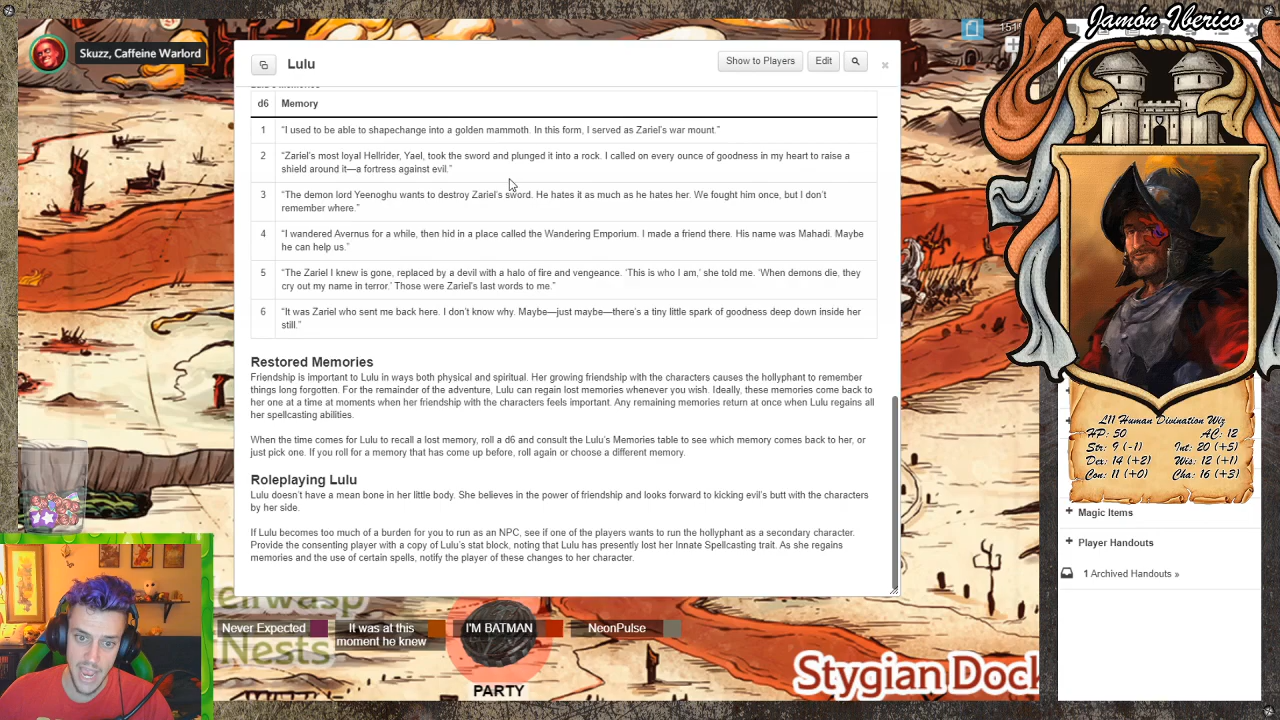 Jamón Iberico
Skuzz, Caffeine Warlord
Lulu
Show to Players
Edit
d6 Memory
1 “I used to be able to shapechange into a golden mammoth. In this form, I served as Zariel's war mount.”
2 “Zariel's most loyal Hellrider, Yael, took the sword and plunged it into a rock. I called on every ounce of goodness in my heart to raise a
shield around it—a fortress against evil.”
3 “The demon lord Yeenoghu wants to destroy Zariel's sword. He hates it as much as he hates her. We fought him once, but I don't
remember where.”
4 “I wandered Avernus for a while, then hid in a place called the Wandering Emporium. I made a friend there. His name was Mahadi. Maybe
he can help us.”
5 “The Zariel I knew is gone, replaced by a devil with a halo of fire and vengeance. ‘This is who I am,’ she told me. ‘When demons die, they
cry out my name in terror.’ Those were Zariel's last words to me.”
6 “It was Zariel who sent me back here. I don't know why. Maybe—just maybe—there's a tiny little spark of goodness deep down inside her
still.”
Restored Memories
Friendship is important to Lulu in ways both physical and spiritual. Her growing friendship with the characters causes the hollyphant to remember
things long forgotten. For the remainder of the adventure, Lulu can regain lost memories whenever you wish. Ideally, these memories come back to
her one at a time at moments when her friendship with the characters feels important. Any remaining memories return at once when Lulu regains all
her spellcasting abilities.
When the time comes for Lulu to recall a lost memory, roll a d6 and consult the Lulu's Memories table to see which memory comes back to her, or
just pick one. If you roll for a memory that has come up before, roll again or choose a different memory.
Roleplaying Lulu
Lulu doesn't have a mean bone in her little body. She believes in the power of friendship and looks forward to kicking evil's butt with the characters
by her side.
If Lulu becomes too much of a burden for you to run as an NPC, see if one of the players wants to run the hollyphant as a secondary character.
Provide the consenting player with a copy of Lulu's stat block, noting that Lulu has presently lost her Innate Spellcasting trait. As she regains
memories and the use of certain spells, notify the player of these changes to her character.
L11 Human Divination Wiz
HP: 50 AC: 12
Str: 9 (-1) Int: 20 (+5)
Dex: 14 (+2) Wis: 12 (+1)
Con: 11 (+0) Cha: 16 (+3)
Magic Items
Player Handouts
1 Archived Handouts »
Never Expected
It was at this
moment he knew
I'M BATMAN
NeonPulse
Nests.
PARTY
Stygian Dock